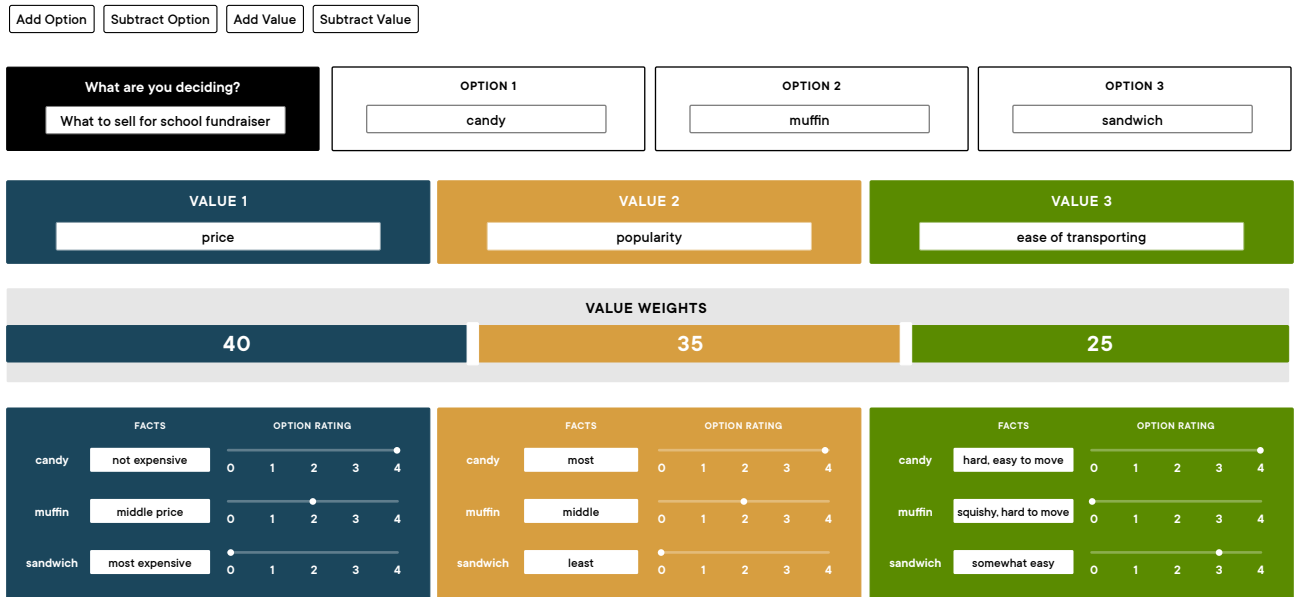 Add Option Subtract Option Add Value Subtract Value
What are you deciding? OPTION 1 OPTION 2 OPTION 3
What to sell for school fundraiser candy muffin sandwich
VALUE 1 VALUE 2 VALUE 3
price popularity ease of transporting
VALUE WEIGHTS
40 35 25
FACTS OPTION RATING FACTS OPTION RATING FACTS OPTION RATING
candy not expensive 0 1 2 3 4 candy most 0 1 2 3 4 candy hard, easy to move 0 1 2 3 4
muffin middle price 0 1 2 3 4 muffin middle 0 1 2 3 4 muffin squishy, hard to move 0 1 2 3 4
sandwich most expensive 0 1 2 3 4 sandwich least 0 1 2 3 4 sandwich somewhat easy 0 1 2 3 4